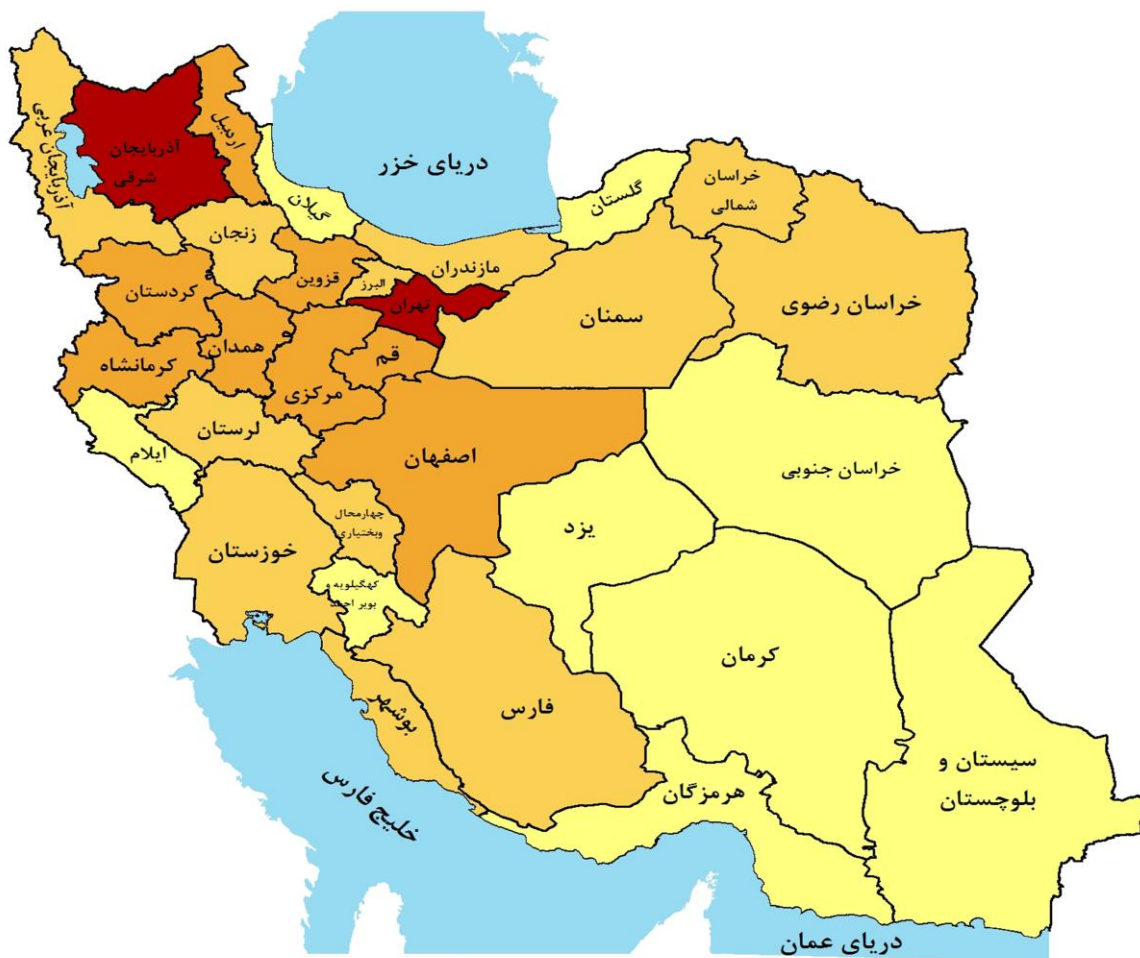 دریای خزر
آذربایجان
شرقی
آذربایجان غربی
اردبیل
گیلان
گلستان
خراسان
شمالی
زنجان
مازندران
البرز
قزوین
کردستان
تهران
سمنان
خراسان رضوی
همدان
کرمانشاه
قم
مرکزی
لرستان
ایلام
اصفهان
خراسان جنوبی
چهارمحال
وبختیاری
یزد
خوزستان
کهگیلویه و
بویر احمد
کرمان
فارس
بوشهر
سیستان و
بلوچستان
هرمزگان
خلیج فارس
دریای عمان